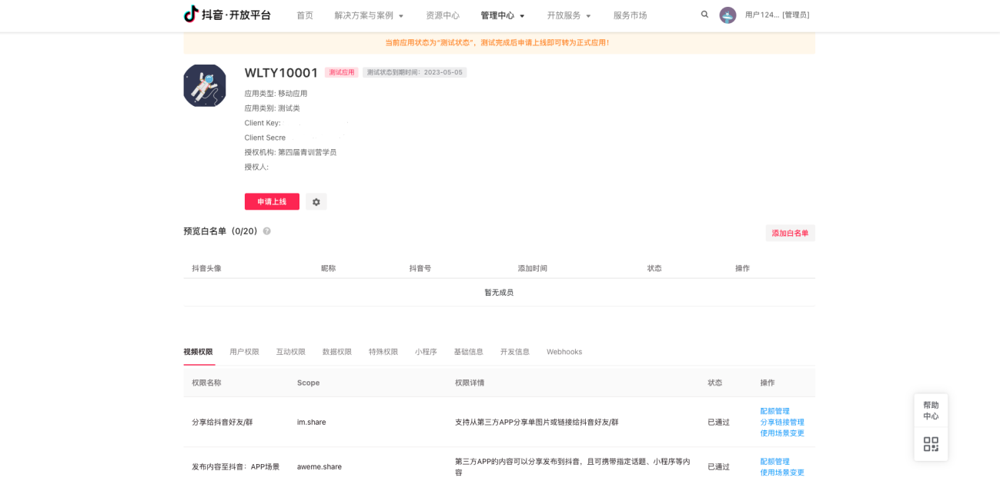 抖音·开放平台 首页 解决方案与案例 资源中心 管理中心 开放服务 服务市场 用户124... [管理员]
当前应用状态为“测试状态”，测试完成后申请上线即可转为正式应用！
WLTY10001 测试应用 测试状态到期时间：2023-05-05
应用类型: 移动应用
应用类别: 测试类
Client Key:
Client Secre
授权机构: 第四届青训营学员
授权人:
申请上线
预览白名单（0/20） ? 添加白名单
抖音头像 昵称 抖音号 添加时间 状态 操作
暂无成员
视频权限 用户权限 互动权限 数据权限 特殊权限 小程序 基础信息 开发信息 Webhooks
权限名称 Scope 权限详情 状态 操作
分享给抖音好友/群 im.share 支持从第三方APP分享单图片或链接给抖音好友/群 已通过
配额管理
分享链接管理
使用场景变更
发布内容至抖音：APP场景 aweme.share 第三方APP的内容可以分享发布到抖音，且可携带指定话题、小程序等内
容
已通过
配额管理
使用场景变更
帮助
中心